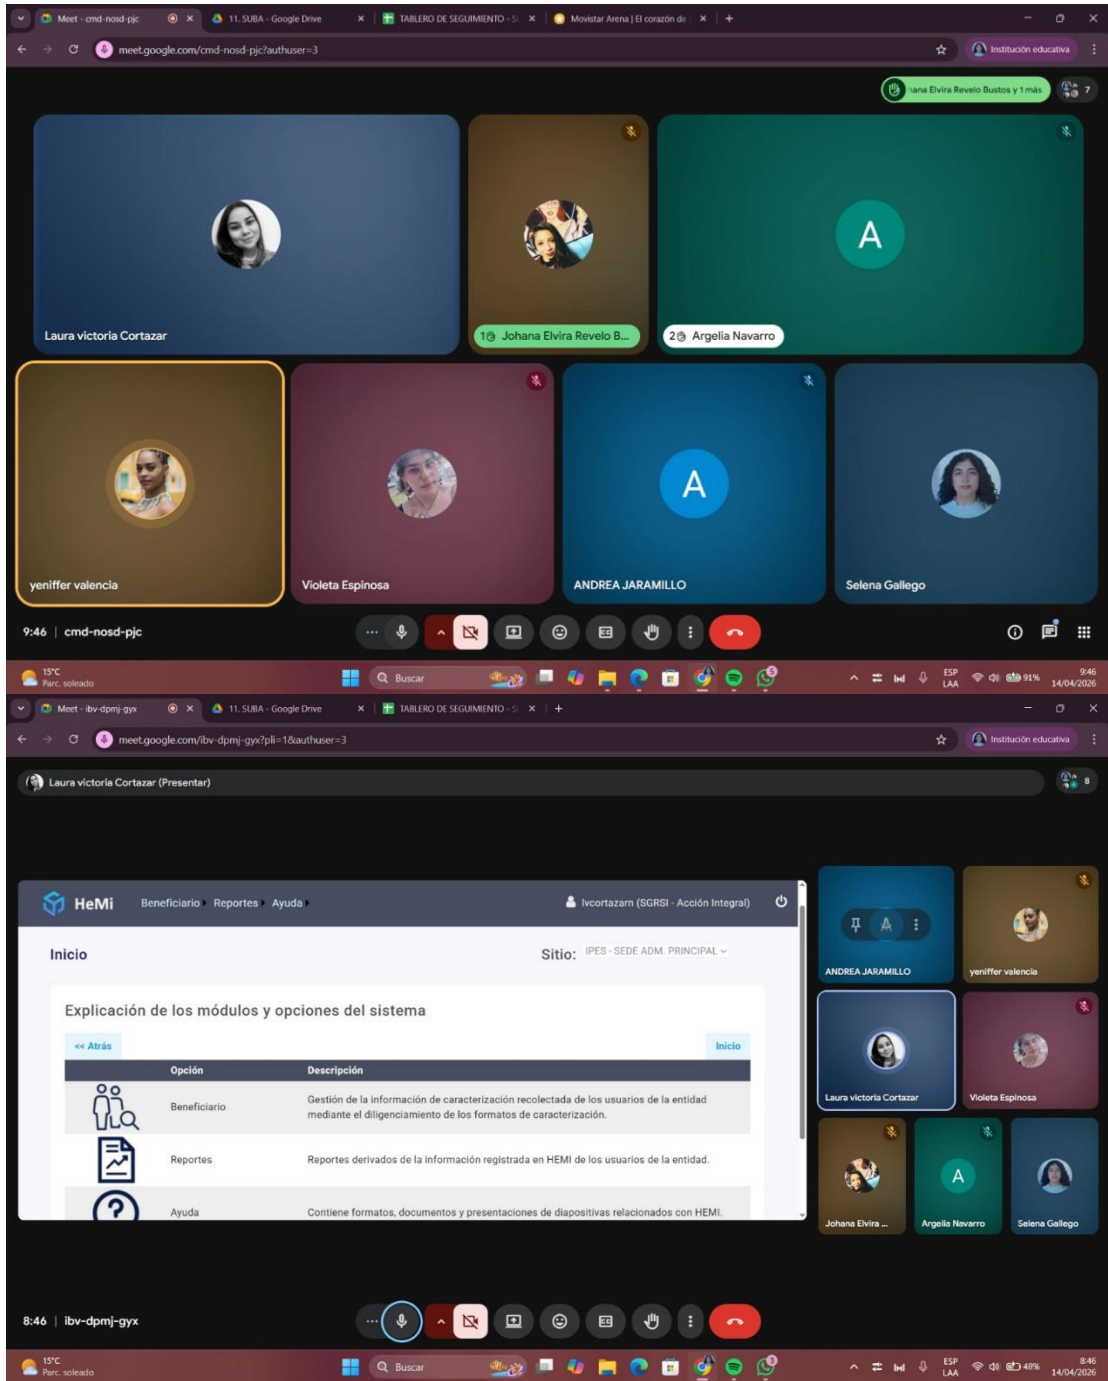 Meet - cmd-nosd-pjc
11. SUBA - Google Drive
TABLERO DE SEGUIMIENTO - S
Movistar Arena | El corazón de
meet.google.com/cmd-nosd-pjc?authuser=3
Institución educativa
ana Elvira Revelo Bustos y 1 más
7
A
Laura victoria Cortazar
1 Johana Elvira Revelo B...
2 Argelia Navarro
A
yeniffer valencia
Violeta Espinosa
ANDREA JARAMILLO
Selena Gallego
9:46 | cmd-nosd-pjc
15°C
Parc. soleado
Buscar
ESP
LAA
91%
9:46
14/04/2026
Meet - ibv-dpmj-gyx
11. SUBA - Google Drive
TABLERO DE SEGUIMIENTO - S
meet.google.com/ibv-dpmj-gyx?pli=1&authuser=3
Institución educativa
Laura victoria Cortazar (Presentar)
8
HeMi
Beneficiario Reportes Ayuda
lvcortazarn (SGRSI - Acción Integral)
Inicio
Sitio: IPES - SEDE ADM. PRINCIPAL
Explicación de los módulos y opciones del sistema
<< Atrás
Inicio
Opción Descripción
Beneficiario
Gestión de la información de caracterización recolectada de los usuarios de la entidad
mediante el diligenciamiento de los formatos de caracterización.
Reportes
Reportes derivados de la información registrada en HEMI de los usuarios de la entidad.
Ayuda
Contiene formatos, documentos y presentaciones de diapositivas relacionados con HEMI.
ANDREA JARAMILLO
yeniffer valencia
Laura victoria Cortazar
Violeta Espinosa
A
Johana Elvira ...
Argelia Navarro
Selena Gallego
8:46 | ibv-dpmj-gyx
15°C
Parc. soleado
Buscar
ESP
LAA
48%
8:46
14/04/2026